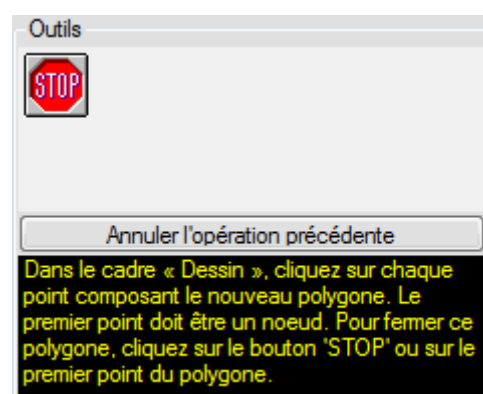 Outils
STOP
Annuler l'opération précédente
Dans le cadre « Dessin », cliquez sur chaque
point composant le nouveau polygone. Le
premier point doit être un noeud. Pour fermer ce
polygone, cliquez sur le bouton 'STOP' ou sur le
premier point du polygone.